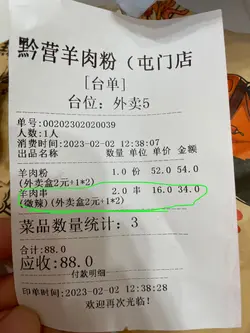 黔营羊肉粉（屯门店
[台单]
台位：外卖5
单号:00202302020039
人数:1人
消费时间:2023-02-02 12:38:07
出品名称 数量 单位 单价 金额
羊肉粉 1.0 份 52.0 54.0
(外卖盒2元+1*2)
羊肉串 2.0 串 16.0 34.0
(微辣)(外卖盒2元+1*2)
菜品数量统计：3
合计:88.0
应收:88.0
付款明细
印单时间:2023-02-02 12:38:28
欢迎再次光临！